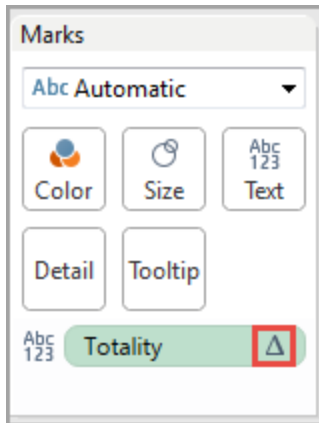 Marks
Abc Automatic
Color
Size
Abc
123
Text
Detail
Tooltip
Abc
123
Totality Δ